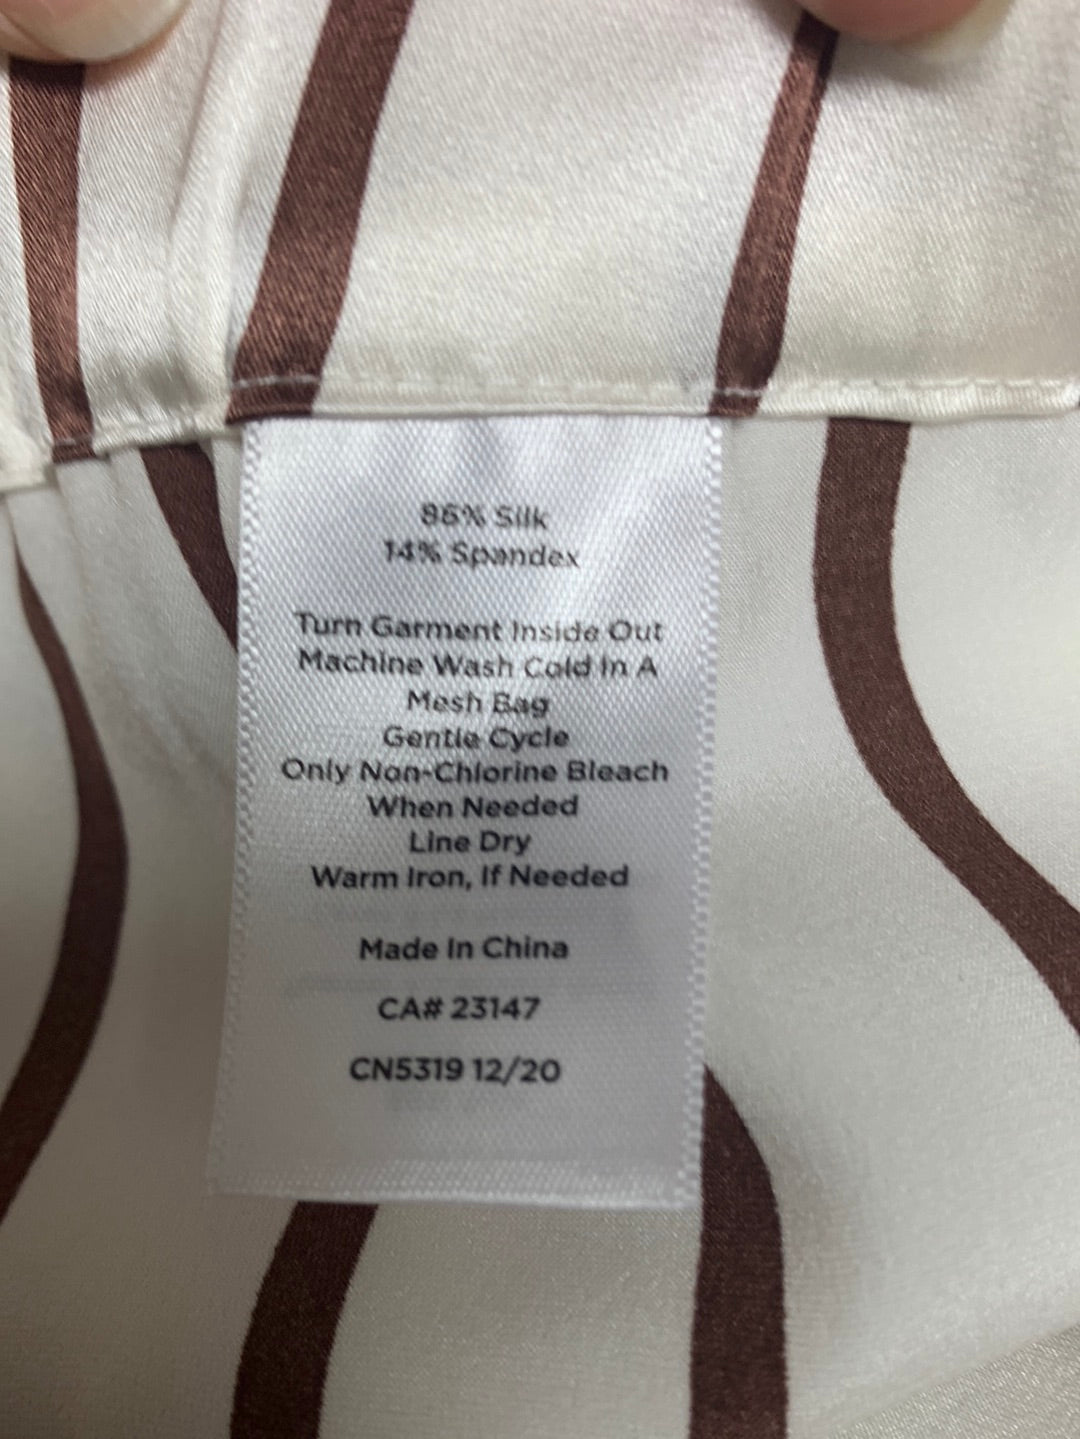 86% Silk
14% Spandex
Turn Garment Inside Out
Machine Wash Cold In A
Mesh Bag
Gentle Cycle
Only Non-Chlorine Bleach
When Needed
Line Dry
Warm Iron, If Needed
Made In China
CA# 23147
CN5319 12/20